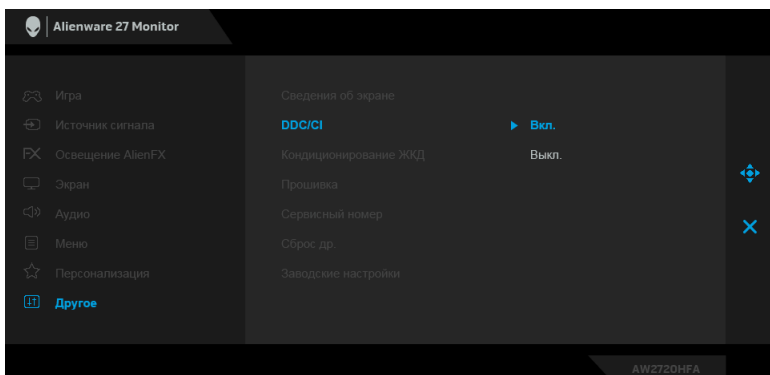 Alienware 27 Monitor
Игра
Источник сигнала
Освещение AlienFX
Экран
Аудио
Меню
Персонализация
Другое
Сведения об экране
DDC/CI
Кондиционирование ЖКД
Прошивка
Сервисный номер
Сброс др.
Заводские настройки
Вкл.
Выкл.
AW2720HFA